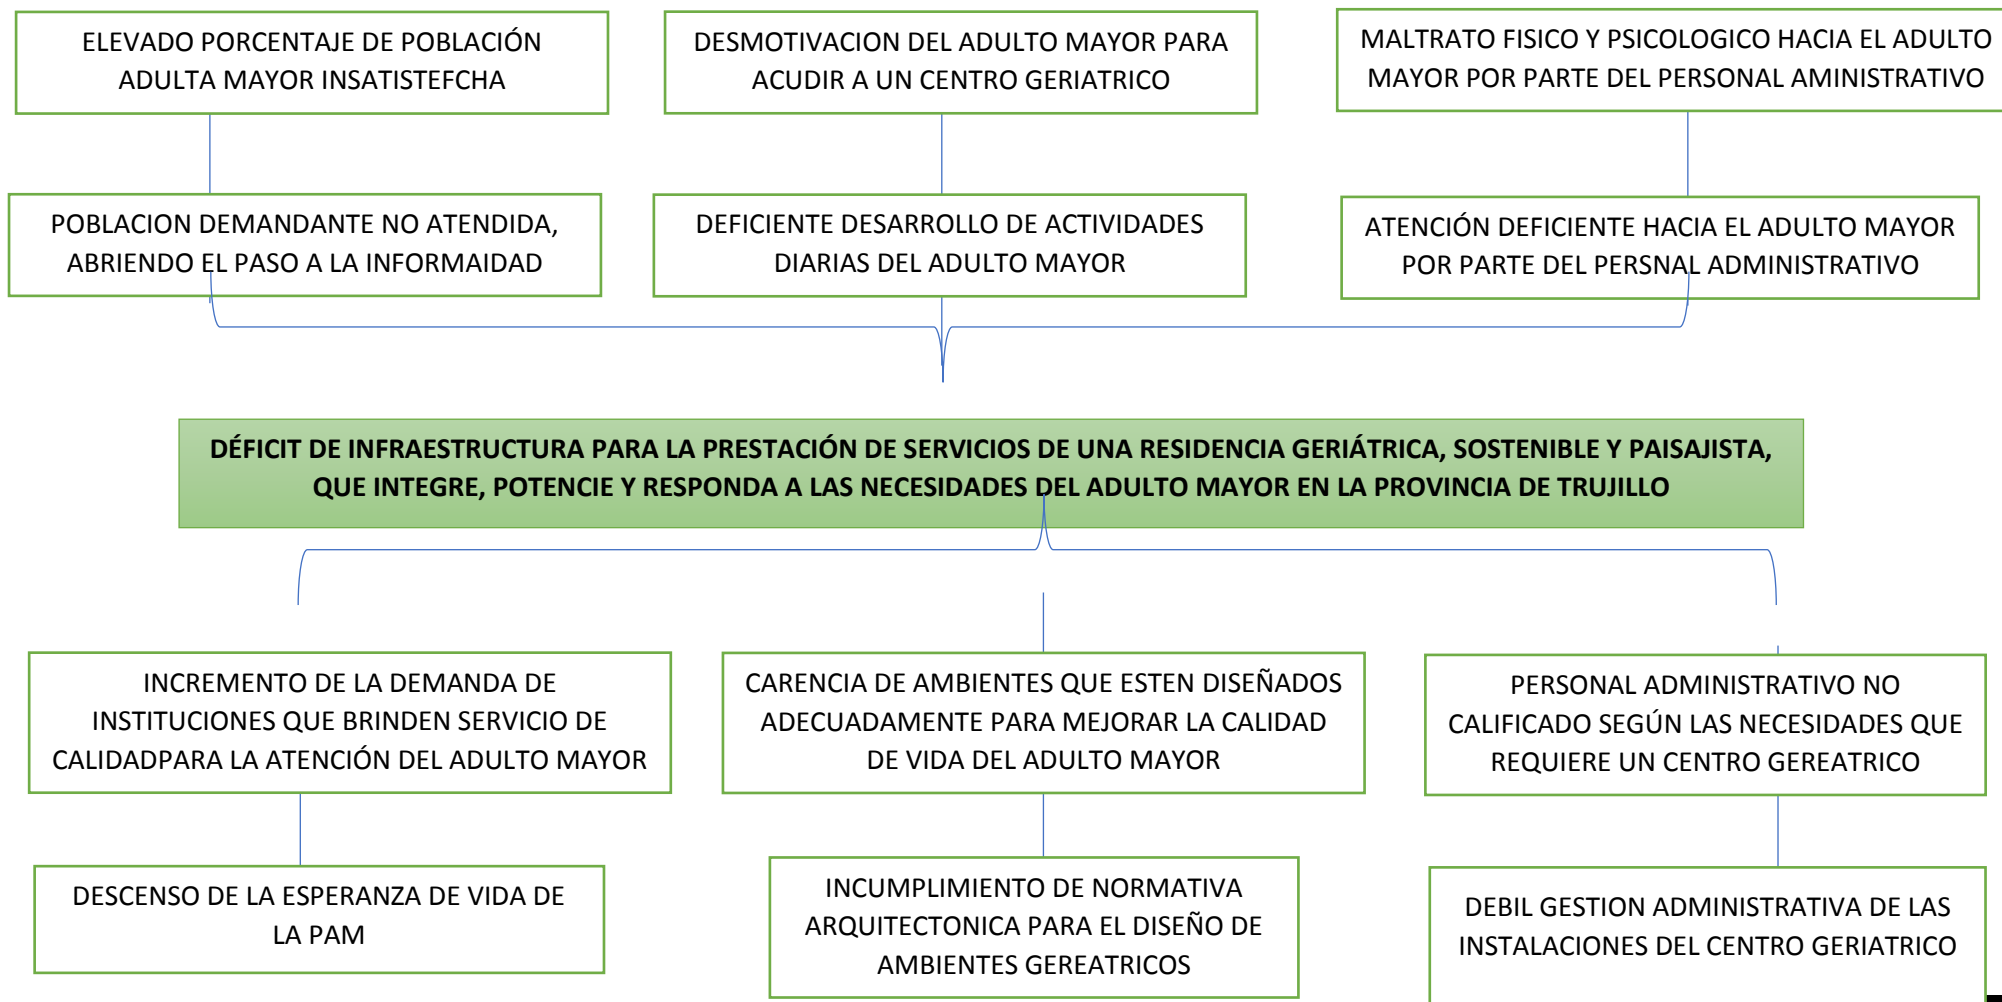 ELEVADO PORCENTAJE DE POBLACIÓN
ADULTA MAYOR INSATISTEFCHA
DESMOTIVACION DEL ADULTO MAYOR PARA
ACUDIR A UN CENTRO GERIATRICO
MALTRATO FISICO Y PSICOLOGICO HACIA EL ADULTO
MAYOR POR PARTE DEL PERSONAL AMINISTRATIVO
POBLACION DEMANDANTE NO ATENDIDA,
ABRIENDO EL PASO A LA INFORMAIDAD
DEFICIENTE DESARROLLO DE ACTIVIDADES
DIARIAS DEL ADULTO MAYOR
ATENCIÓN DEFICIENTE HACIA EL ADULTO MAYOR
POR PARTE DEL PERSNAL ADMINISTRATIVO
DÉFICIT DE INFRAESTRUCTURA PARA LA PRESTACIÓN DE SERVICIOS DE UNA RESIDENCIA GERIÁTRICA, SOSTENIBLE Y PAISAJISTA,
QUE INTEGRE, POTENCIE Y RESPONDA A LAS NECESIDADES DEL ADULTO MAYOR EN LA PROVINCIA DE TRUJILLO
INCREMENTO DE LA DEMANDA DE
INSTITUCIONES QUE BRINDEN SERVICIO DE
CALIDADPARA LA ATENCIÓN DEL ADULTO MAYOR
CARENCIA DE AMBIENTES QUE ESTEN DISEÑADOS
ADECUADAMENTE PARA MEJORAR LA CALIDAD
DE VIDA DEL ADULTO MAYOR
PERSONAL ADMINISTRATIVO NO
CALIFICADO SEGÚN LAS NECESIDADES QUE
REQUIERE UN CENTRO GEREATRICO
DESCENSO DE LA ESPERANZA DE VIDA DE
LA PAM
INCUMPLIMIENTO DE NORMATIVA
ARQUITECTONICA PARA EL DISEÑO DE
AMBIENTES GEREATRICOS
DEBIL GESTION ADMINISTRATIVA DE LAS
INSTALACIONES DEL CENTRO GERIATRICO